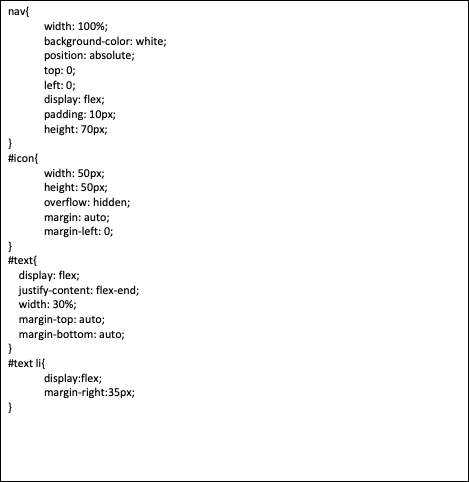 nav{
width: 100%;
background-color: white;
position: absolute;
top: 0;
left: 0;
display: flex;
padding: 10px;
height: 70px;
}
#icon{
width: 50px;
height: 50px;
overflow: hidden;
margin: auto;
margin-left: 0;
}
#text{
display: flex;
justify-content: flex-end;
width: 30%;
margin-top: auto;
margin-bottom: auto;
}
#text li{
display:flex;
margin-right:35px;
}